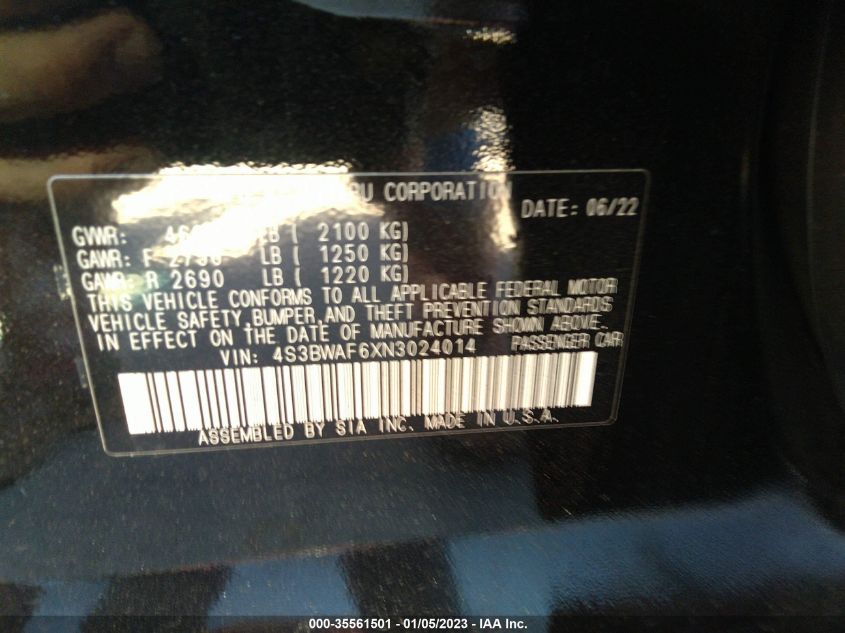 CORPORATION
DATE: 06/22
GVWR: LB ( 2100 KG)
GAWR: F LB ( 1250 KG)
GAWR: R 2690 LB ( 1220 KG)
THIS VEHICLE CONFORMS TO ALL APPLICABLE FEDERAL MOTOR
VEHICLE SAFETY, BUMPER, AND THEFT PREVENTION STANDARDS
IN EFFECT ON THE DATE OF MANUFACTURE SHOWN ABOVE.
VIN: 4S3BWAF6XN3024014 PASSENGER CAR
ASSEMBLED BY SIA INC. MADE IN U.S.A.
000-35561501 - 01/05/2023 - IAA Inc.